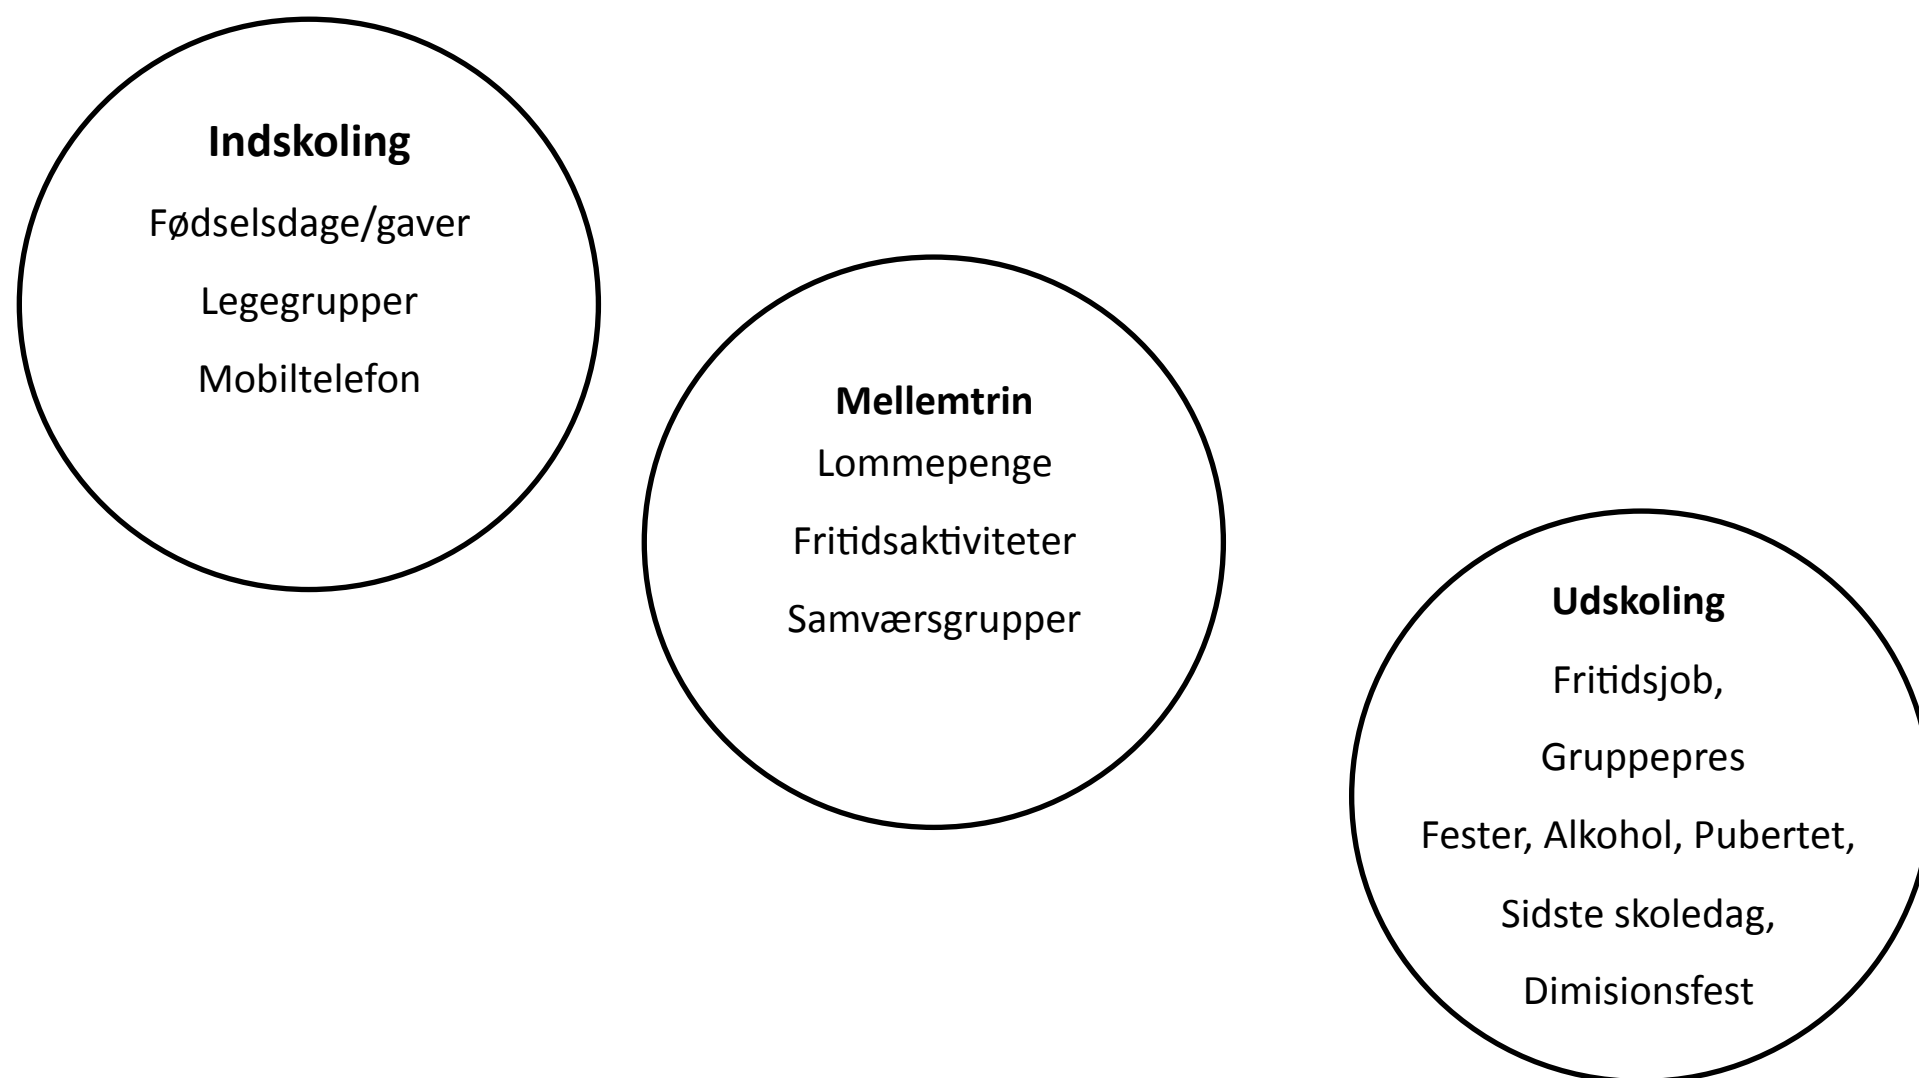 Indskoling
Fødselsdage/gaver
Legegrupper
Mobiltelefon
Mellemtrin
Lommepenge
Fritidsaktiviteter
Samværsgrupper
Udskoling
Fritidsjob,
Gruppepres
Fester, Alkohol, Pubertet,
Sidste skoledag,
Dimisionsfest